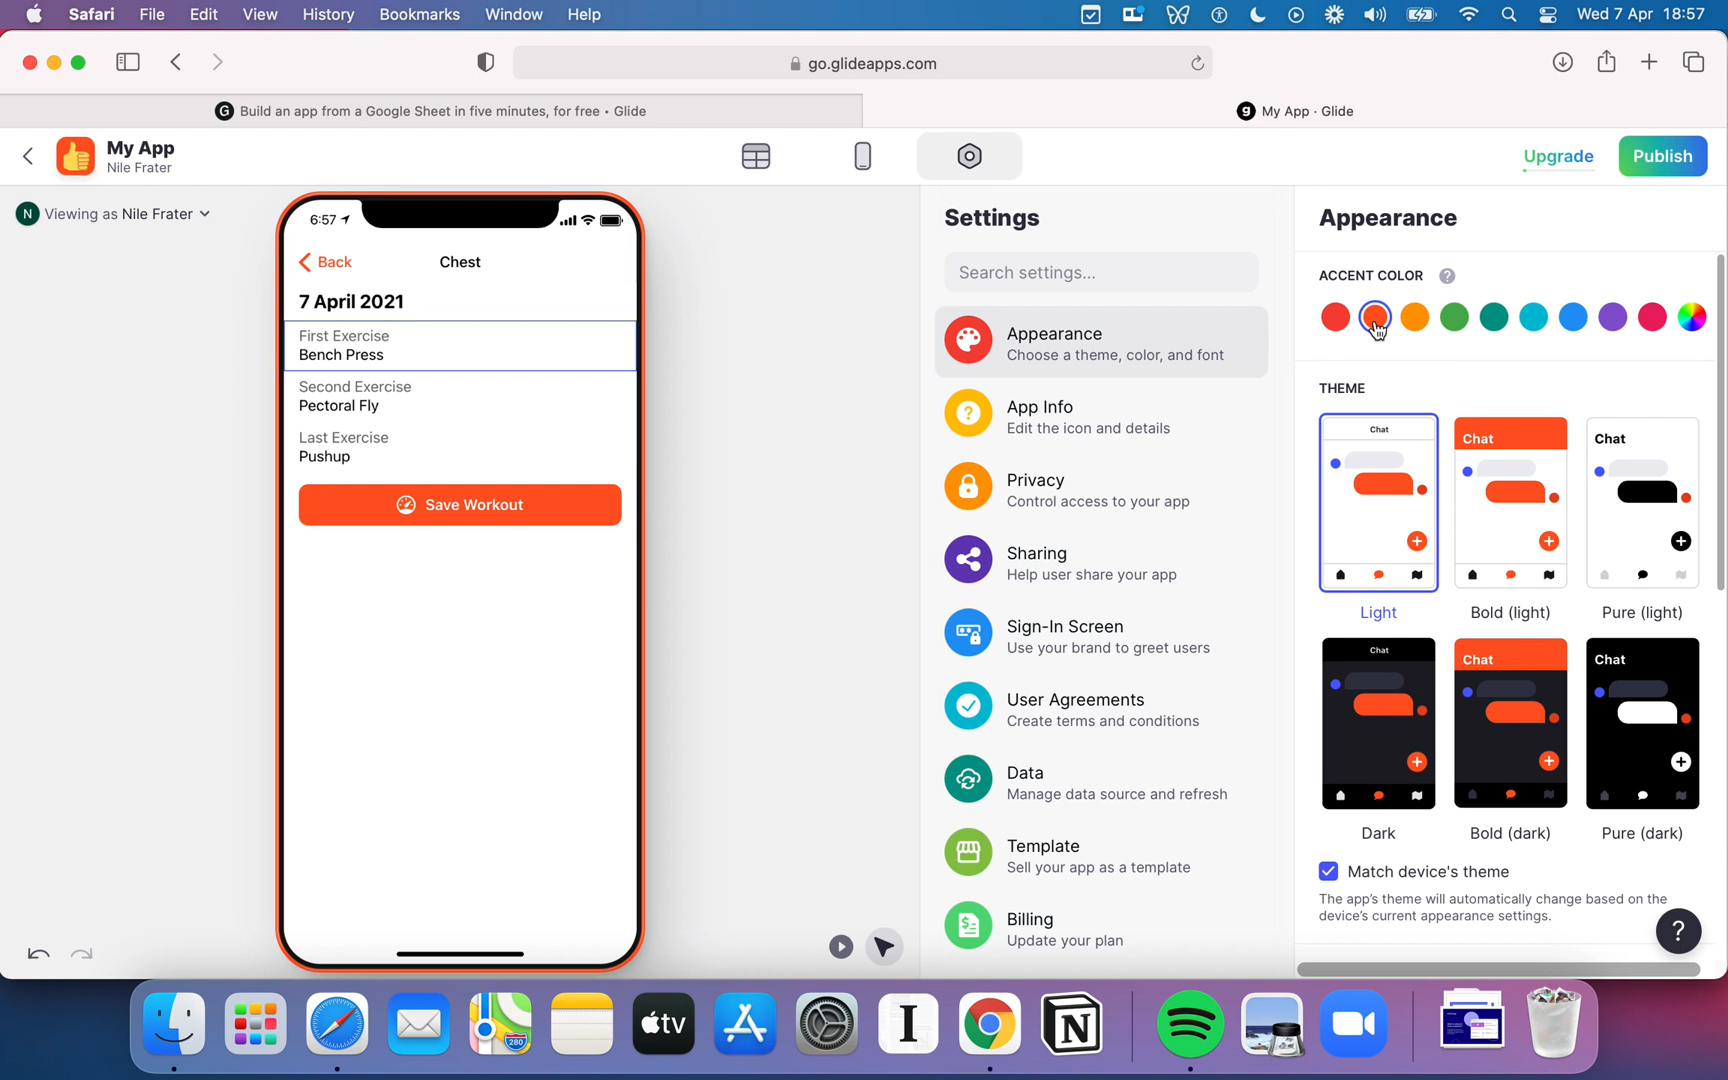 Safari File Edit View History Bookmarks Window Help Wed 7 Apr 18:57
go.glideapps.com
G Build an app from a Google Sheet in five minutes, for free • Glide
g My App · Glide
My App
Nile Frater
Upgrade
Publish
N Viewing as Nile Frater
6:57
Back
Chest
7 April 2021
First Exercise
Bench Press
Second Exercise
Pectoral Fly
Last Exercise
Pushup
Save Workout
Settings
Search settings...
Appearance
Choose a theme, color, and font
App Info
Edit the icon and details
Privacy
Control access to your app
Sharing
Help user share your app
Sign-In Screen
Use your brand to greet users
User Agreements
Create terms and conditions
Data
Manage data source and refresh
Template
Sell your app as a template
Billing
Update your plan
Appearance
ACCENT COLOR ?
THEME
Chat
Chat
Chat
Light
Bold (light)
Pure (light)
Chat
Chat
Chat
Dark
Bold (dark)
Pure (dark)
Match device's theme
The app's theme will automatically change based on the
device's current appearance settings.
?
280
tv
I
N